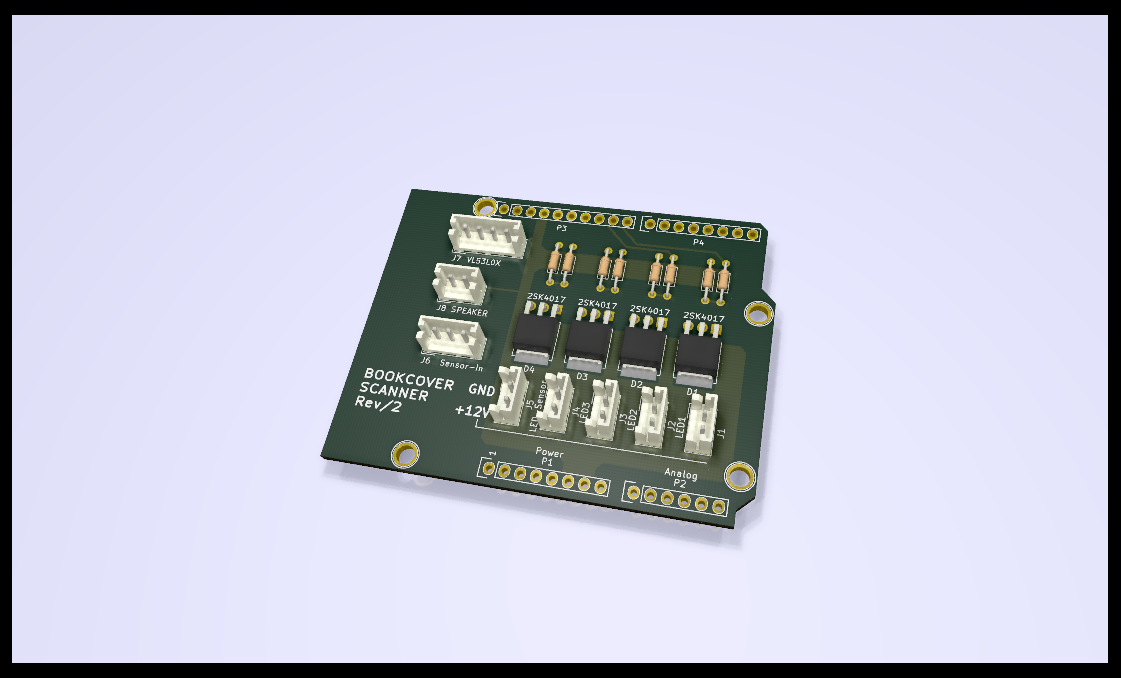 P3
P4
J7 VL53L0X
J8 SPEAKER
2SK4017
2SK4017
2SK4017
2SK4017
J6 Sensor-In
D4
D3
D2
D1
BOOKCOVER
SCANNER
Rev/2
GND
+12V
J5
LED Sensor
J4
LED3
J3
LED2
J2
LED1
J1
1
Power
P1
Analog
P2